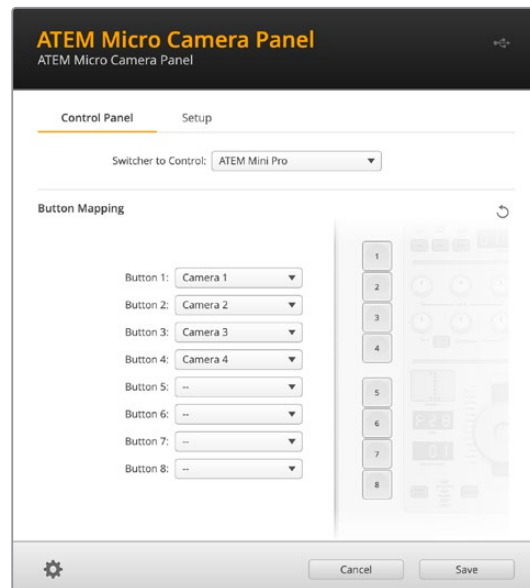 ATEM Micro Camera Panel
ATEM Micro Camera Panel
Control Panel Setup
Switcher to Control: ATEM Mini Pro
Button Mapping
Button 1: Camera 1
Button 2: Camera 2
Button 3: Camera 3
Button 4: Camera 4
Button 5: --
Button 6: --
Button 7: --
Button 8: --
1
2
3
4
5
6
7
8
Cancel Save